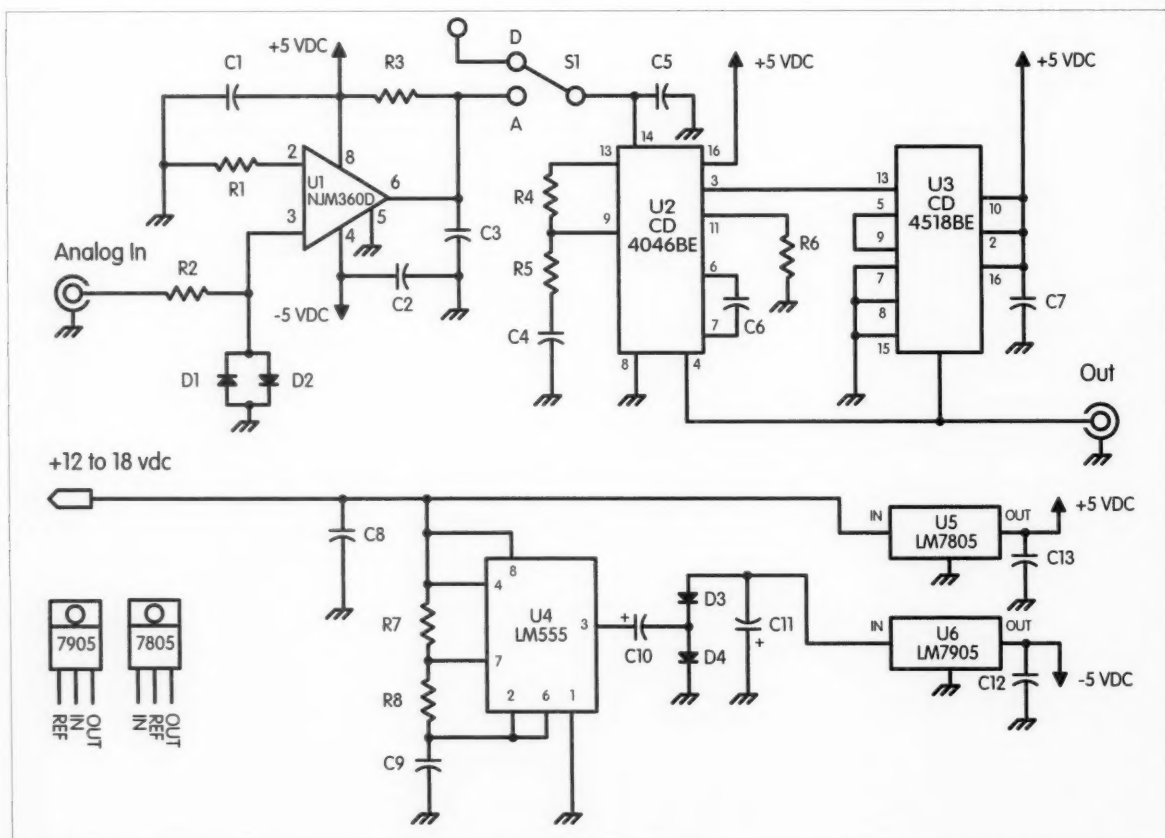 +5 VDC
C1
R3
D
S1
C5
+5 VDC
+5 VDC
A
2
8
14
13
16
R1
U1
NJM360D
6
R4
3
13
U3
CD
4518BE
10
U2
CD
4046BE
3
5
9
11
5
2
4
C3
R6
9
Analog In
R2
R5
6
7
16
C2
C7
-5 VDC
C4
C6
8
7
15
D1
D2
8
4
Out
+12 to 18 vdc
C8
IN
U5
LM7805
OUT
+5 VDC
C13
8
4
D3
7905
7805
R7
U4
LM555
3
+
C10
C11
+
IN
U6
LM7905
OUT
7
D4
C12
-5 VDC
R8
2
6
1
REF
IN
OUT
IN
REF
OUT
C9